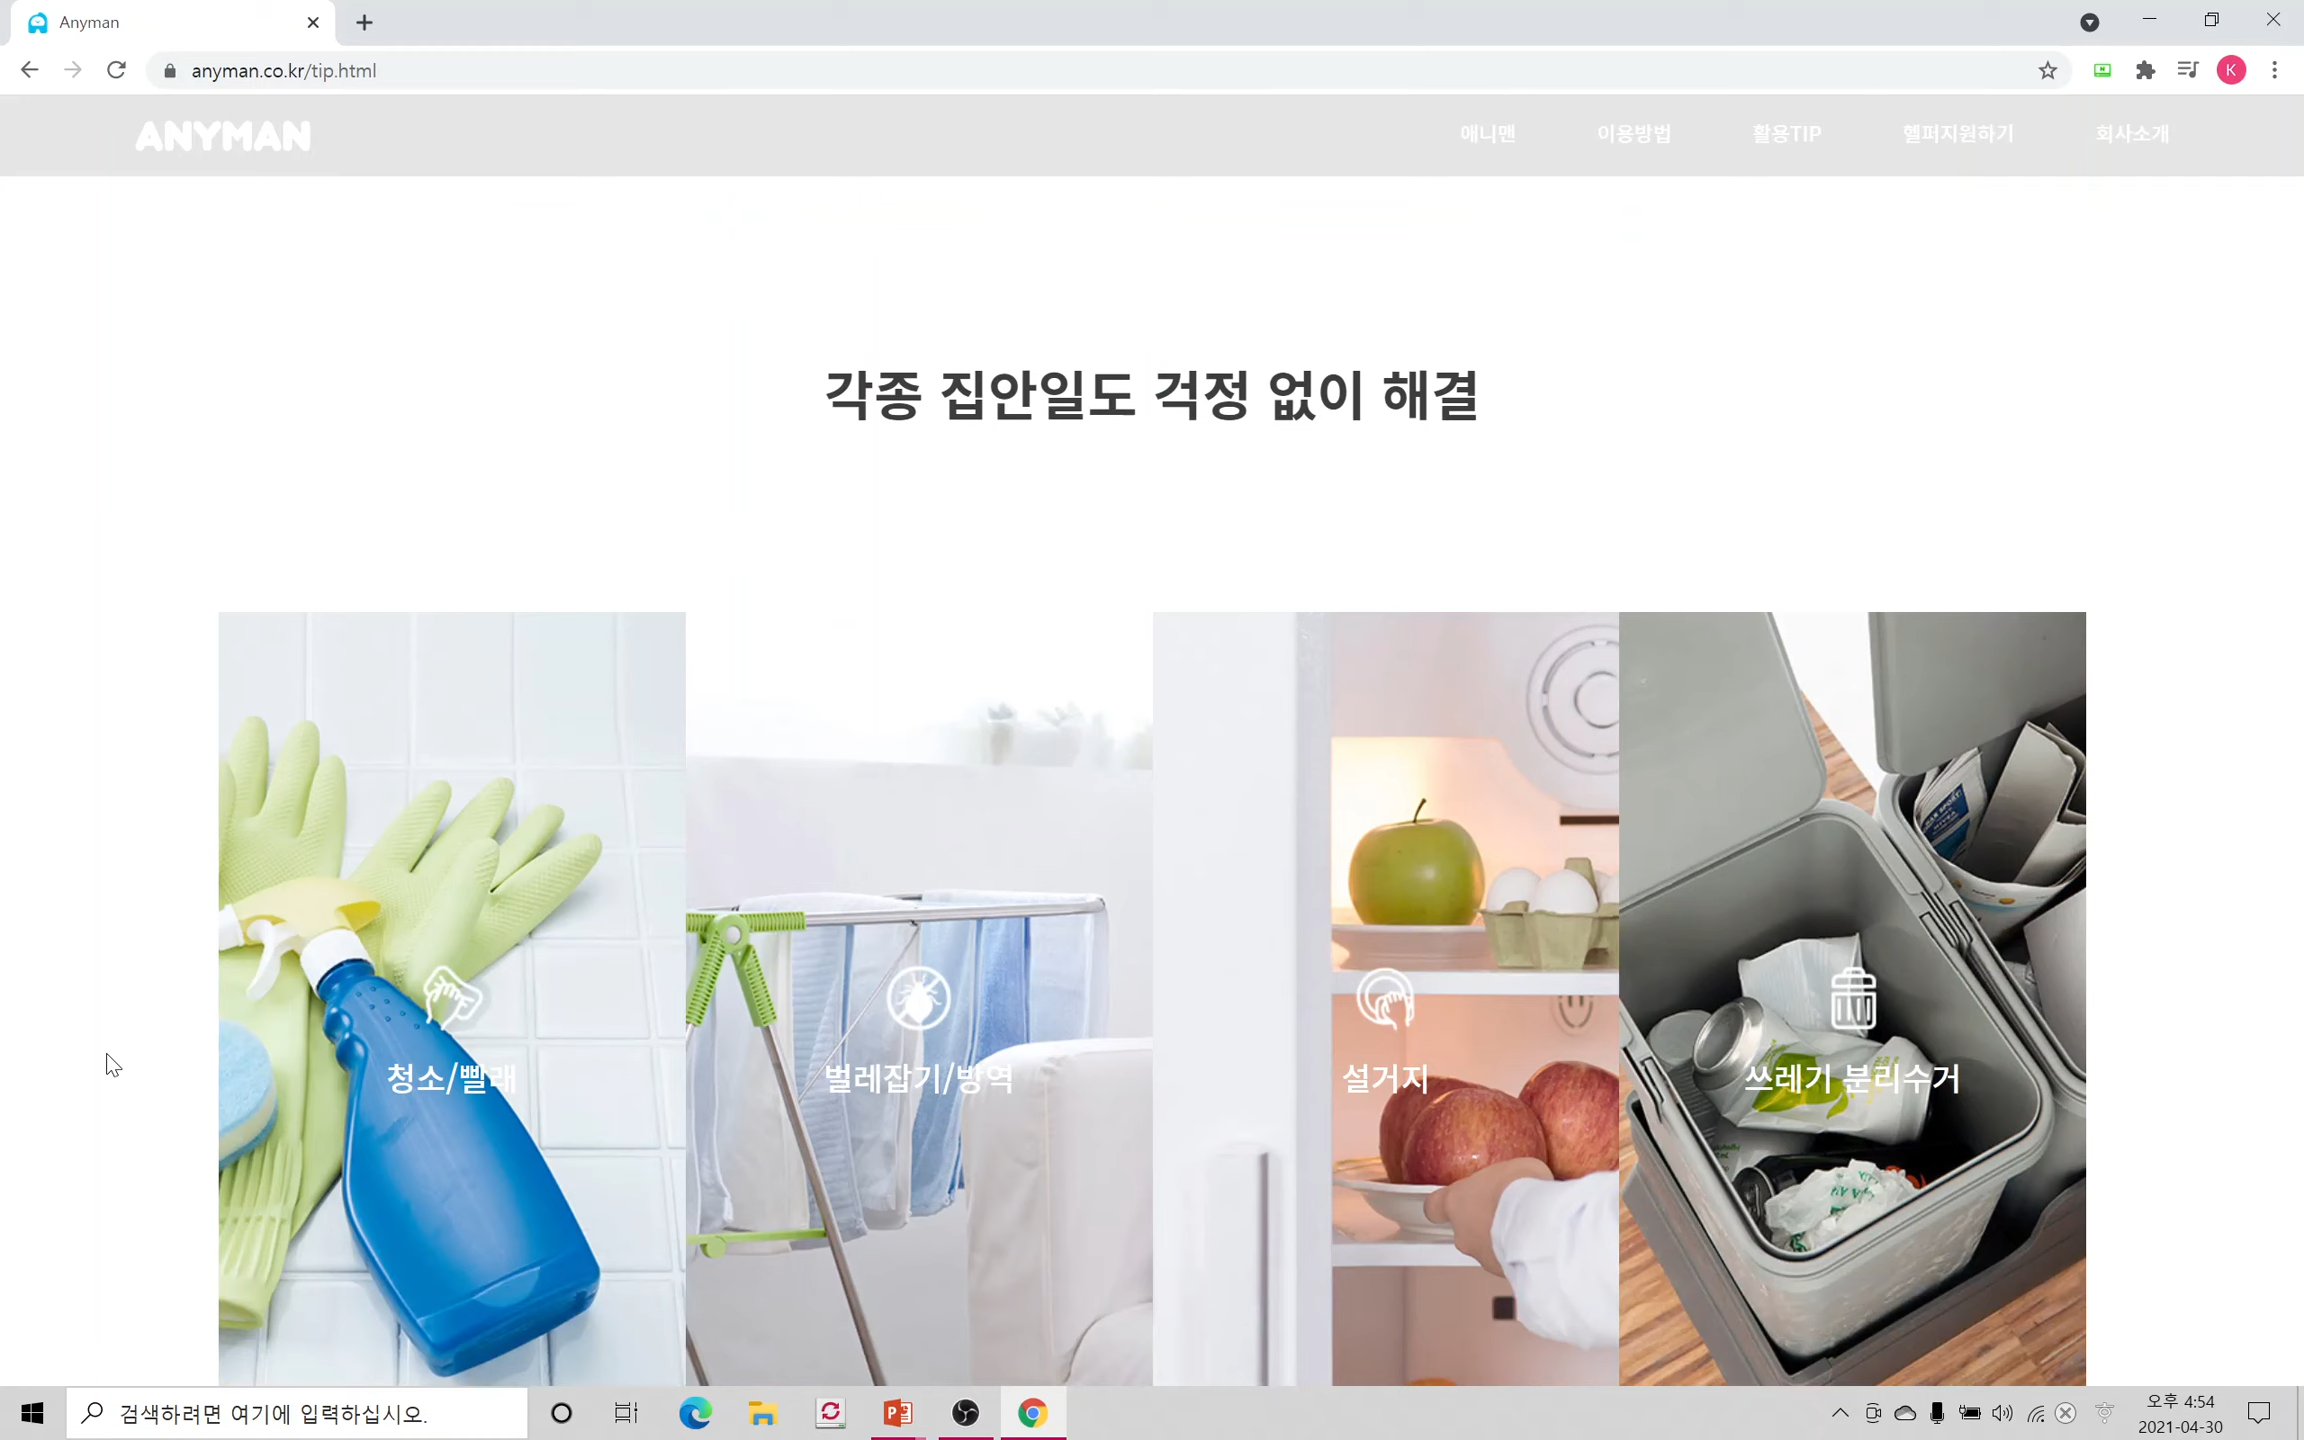 Anyman
anyman.co.kr/tip.html
K
ANYMAN
애니맨
이용방법
활용TIP
헬퍼지원하기
회사소개
각종 집안일도 걱정 없이 해결
청소/빨래
벌레잡기/방역
설거지
쓰레기 분리수거
검색하려면 여기에 입력하십시오.
오후 4:54
2021-04-30